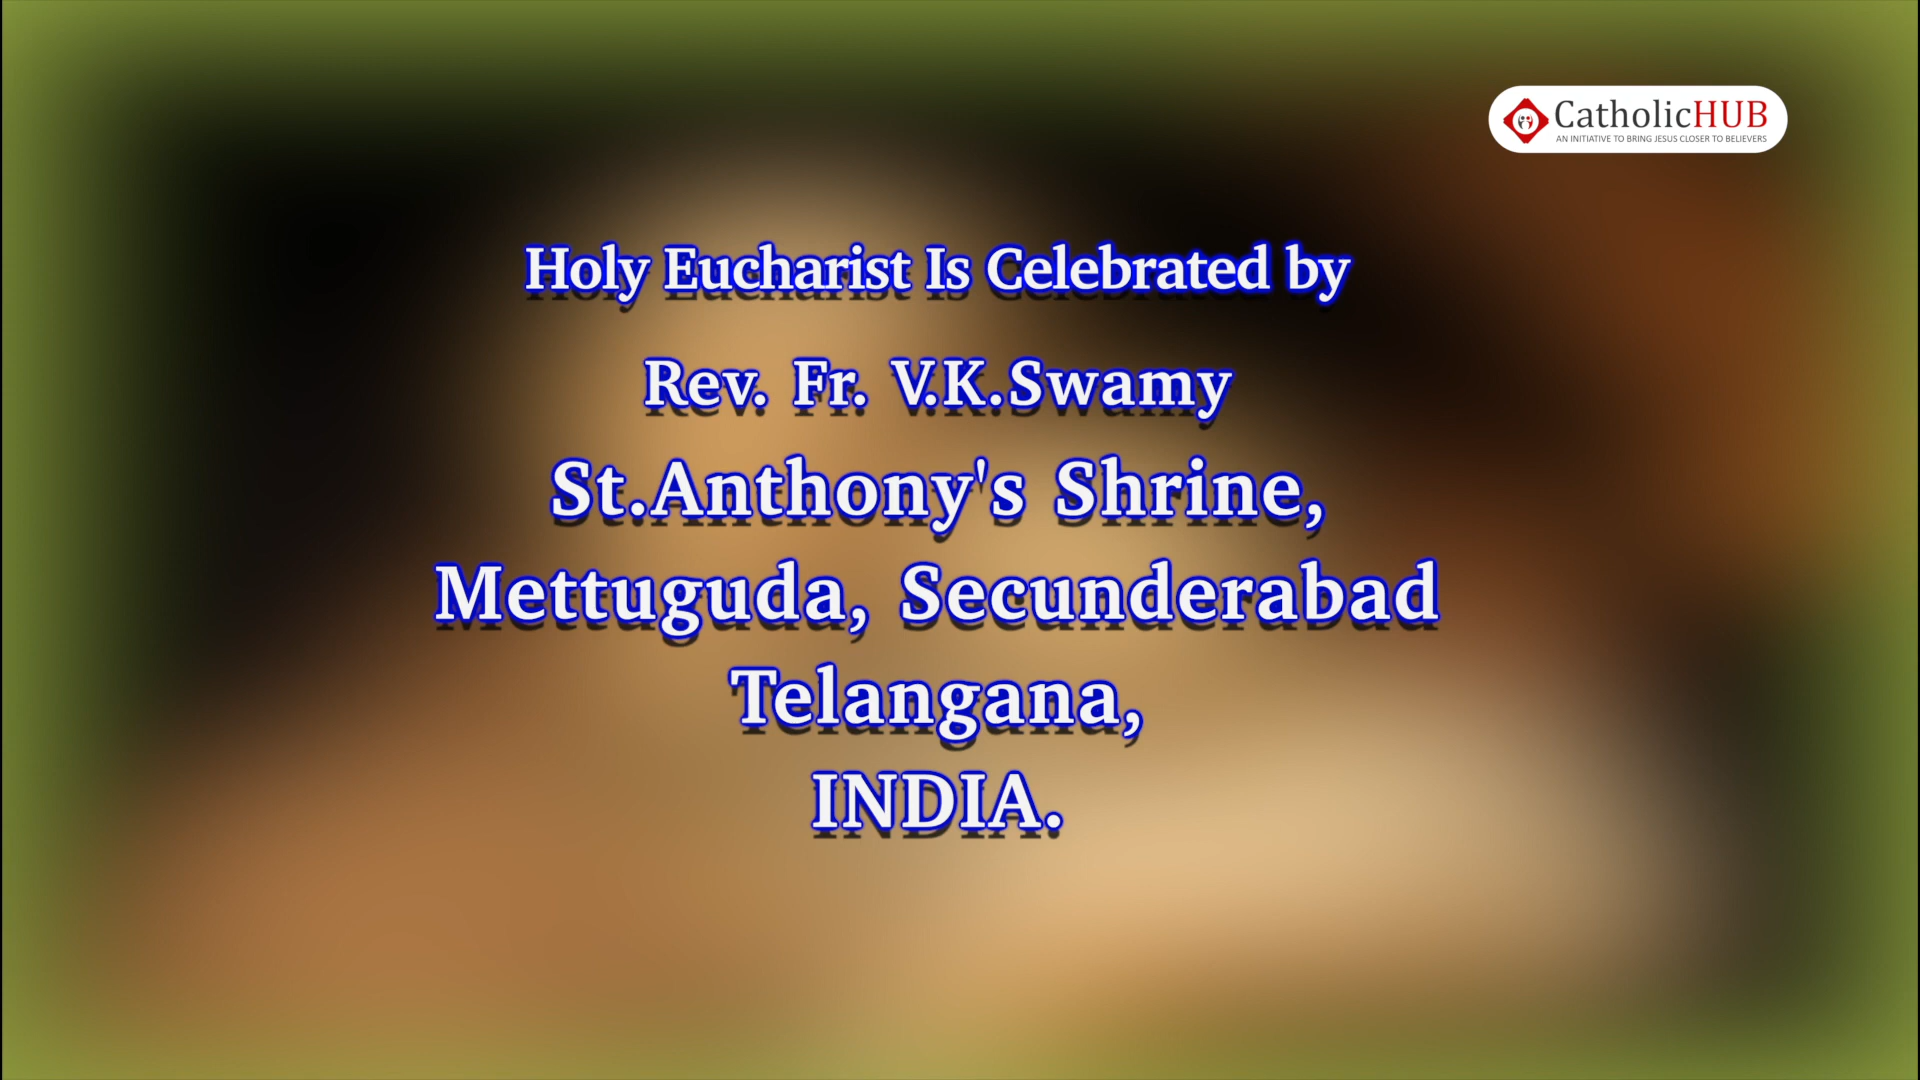 CatholicHUB
AN INITIATIVE TO BRING JESUS CLOSER TO BELIEVERS
Holy Eucharist Is Celebrated by
Rev. Fr. V.K.Swamy
St.Anthony's Shrine,
Mettuguda, Secunderabad
Telangana,
INDIA.